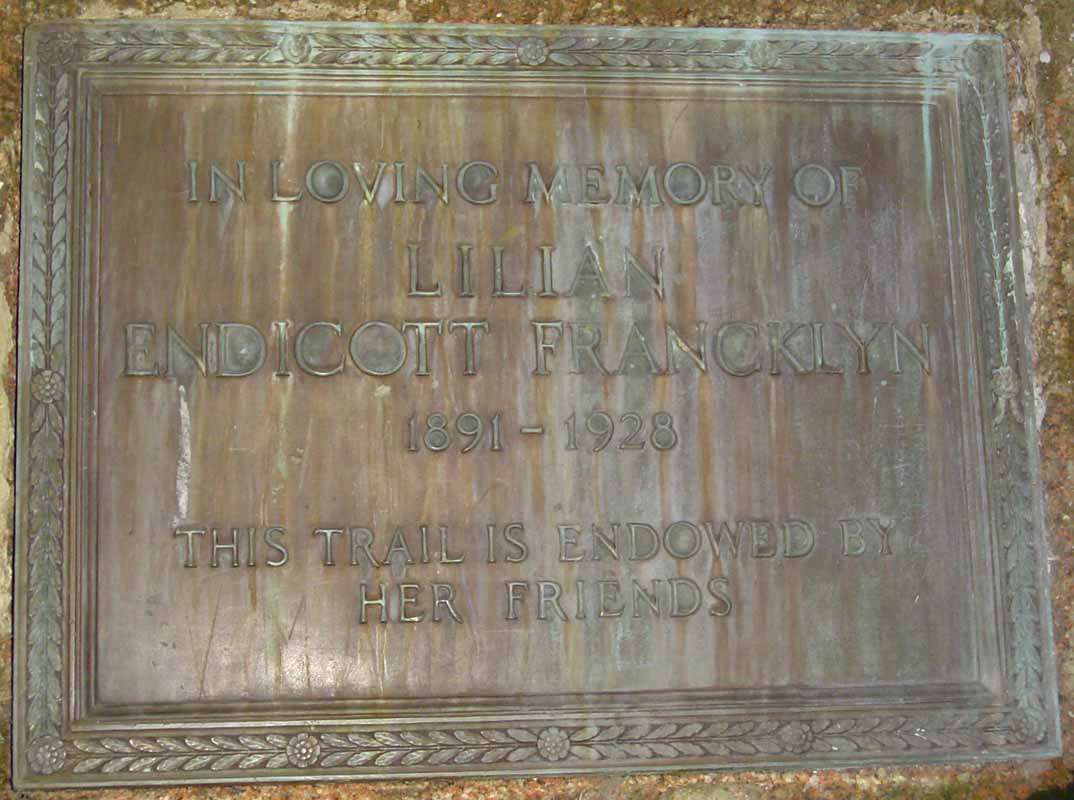 IN LOVING MEMORY OF
LILIAN
ENDICOTT FRANCKLYN
1891 – 1928
THIS TRAIL IS ENDOWED BY
HER FRIENDS